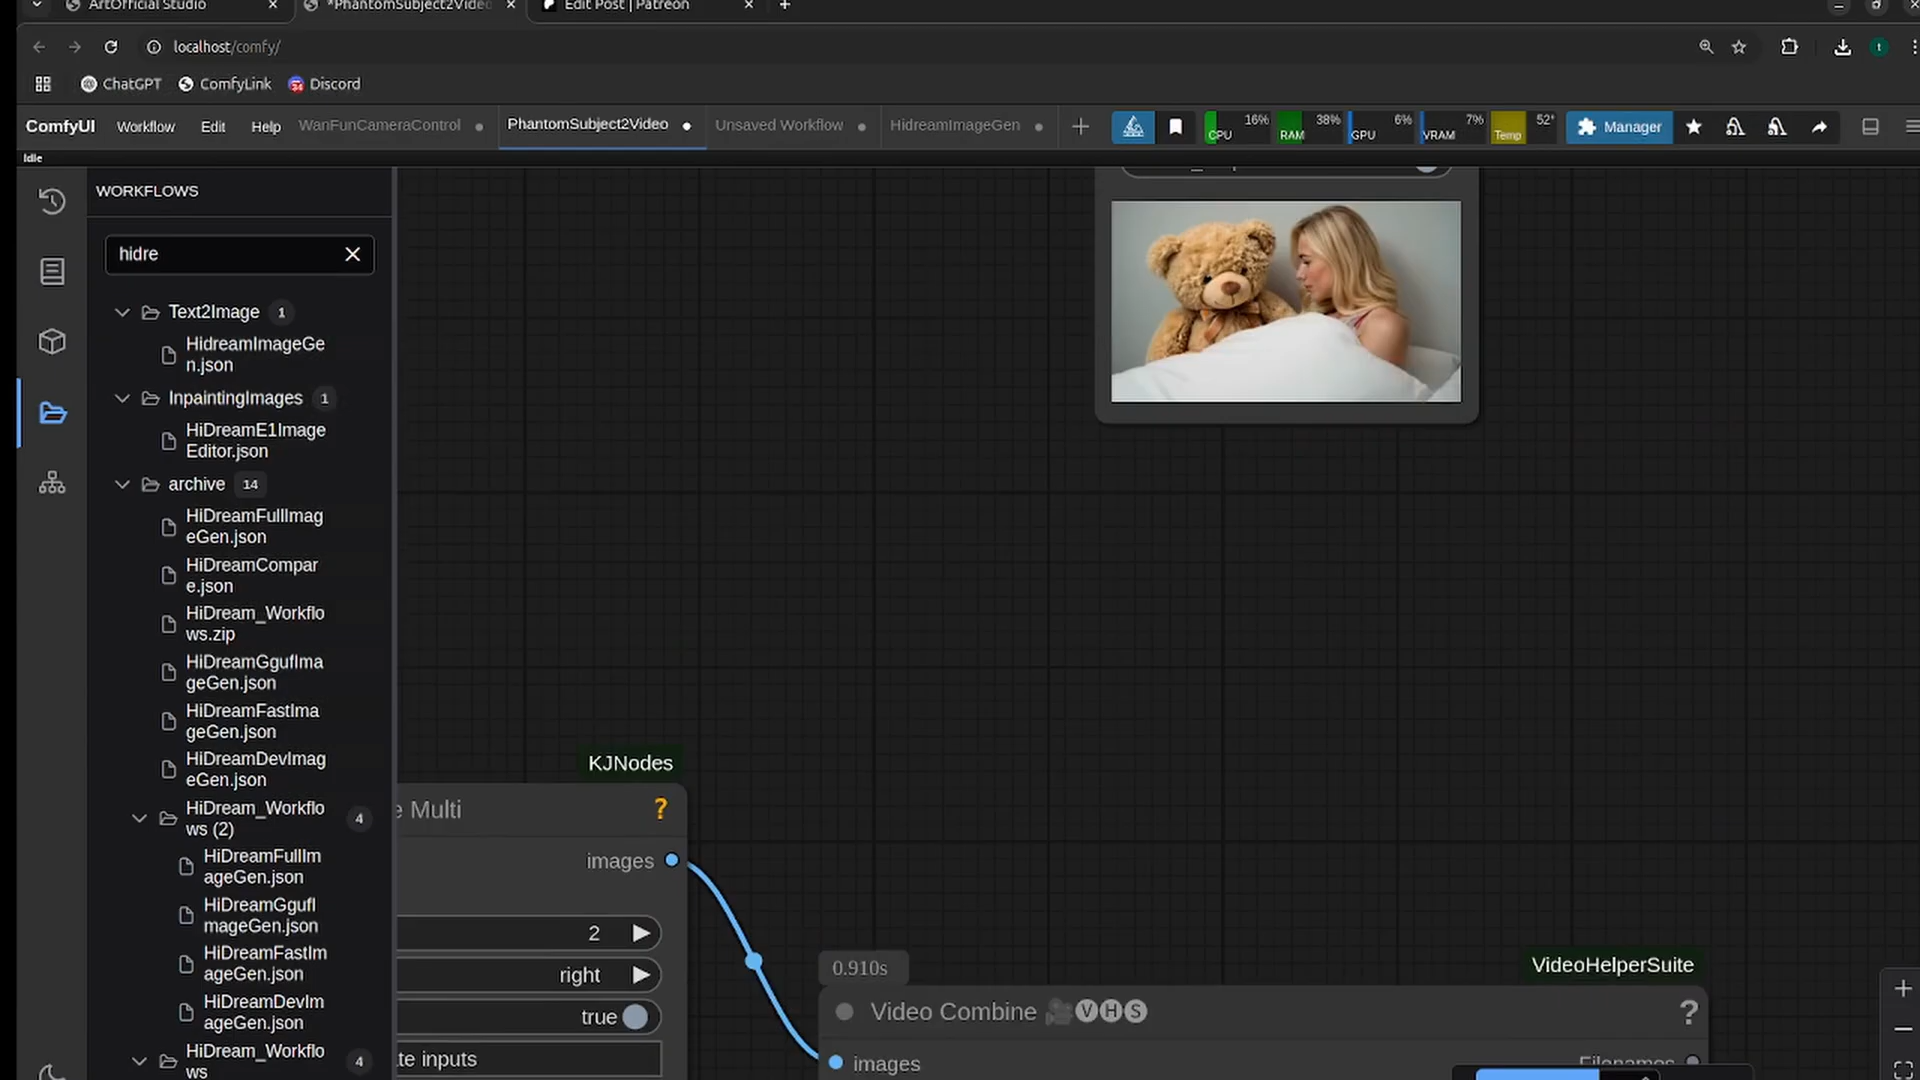 ArtOfficial Studio
*PhantomSubject2Video
Edit Post | Patreon
localhost/comfy/
t
ChatGPT
ComfyLink
Discord
ComfyUI
Workflow
Edit
Help
WanFunCameraControl
PhantomSubject2Video
Unsaved Workflow
HidreamImageGen
CPU 16%
RAM 38%
GPU 6%
VRAM 7%
Temp 52°
Manager
Idle
WORKFLOWS
hidre
Text2Image 1
HidreamImageGe
n.json
InpaintingImages 1
HiDreamE1Image
Editor.json
archive 14
HiDreamFullImag
eGen.json
HiDreamCompar
e.json
HiDream_Workflo
ws.zip
HiDreamGgufIma
geGen.json
HiDreamFastIma
geGen.json
HiDreamDevImag
eGen.json
HiDream_Workflo
ws (2)
4
HiDreamFullIm
ageGen.json
HiDreamGgufI
mageGen.json
HiDreamFastIm
ageGen.json
HiDreamDevIm
ageGen.json
HiDream_Workflo
ws
4
KJNodes
e Multi
?
images
2
right
true
te inputs
0.910s
VideoHelperSuite
Video Combine VHS
?
images
Filenames